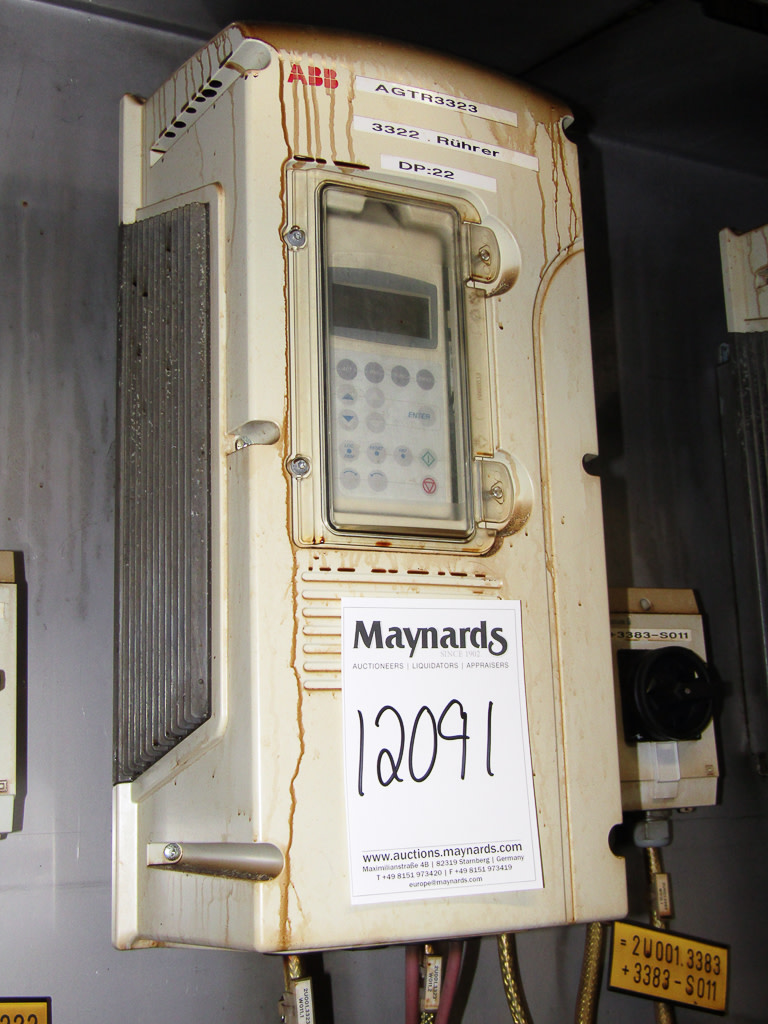 ABB
AGTR3323
3322 . Rührer
DP:22
ENTER
+3383-S011
Maynards
SINCE 1902
AUCTIONEERS | LIQUIDATORS | APPRAISERS
12091
www.auctions.maynards.com
Maximilianstraße 4B | 82319 Starnberg | Germany
T +49 8151 973420 | F +49 8151 973419
europe@maynards.com
= 2U001.3383
+3383-S011